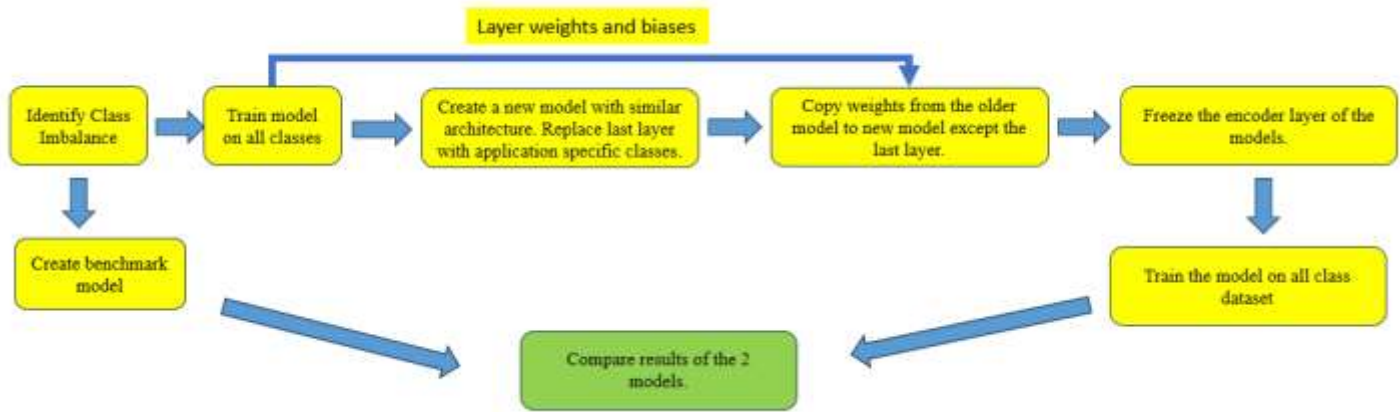 Layer weights and biases
Identify Class
Imbalance
Train model
on all classes
Create a new model with similar
architecture. Replace last layer
with application specific classes.
Copy weights from the older
model to new model except the
last layer.
Freeze the encoder layer of the
models.
Create benchmark
model
Train the model on all class
dataset
Compare results of the 2
models.